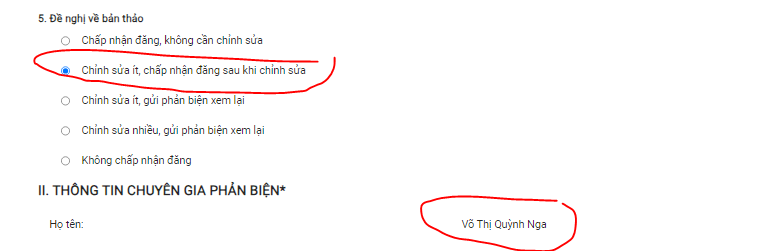 5. Đề nghị về bản thảo
Chấp nhận đăng, không cần chỉnh sửa
Chỉnh sửa ít, chấp nhận đăng sau khi chỉnh sửa
Chỉnh sửa ít, gửi phản biện xem lại
Chỉnh sửa nhiều, gửi phản biện xem lại
Không chấp nhận đăng
II. THÔNG TIN CHUYÊN GIA PHẢN BIỆN*
Họ tên: Võ Thị Quỳnh Nga